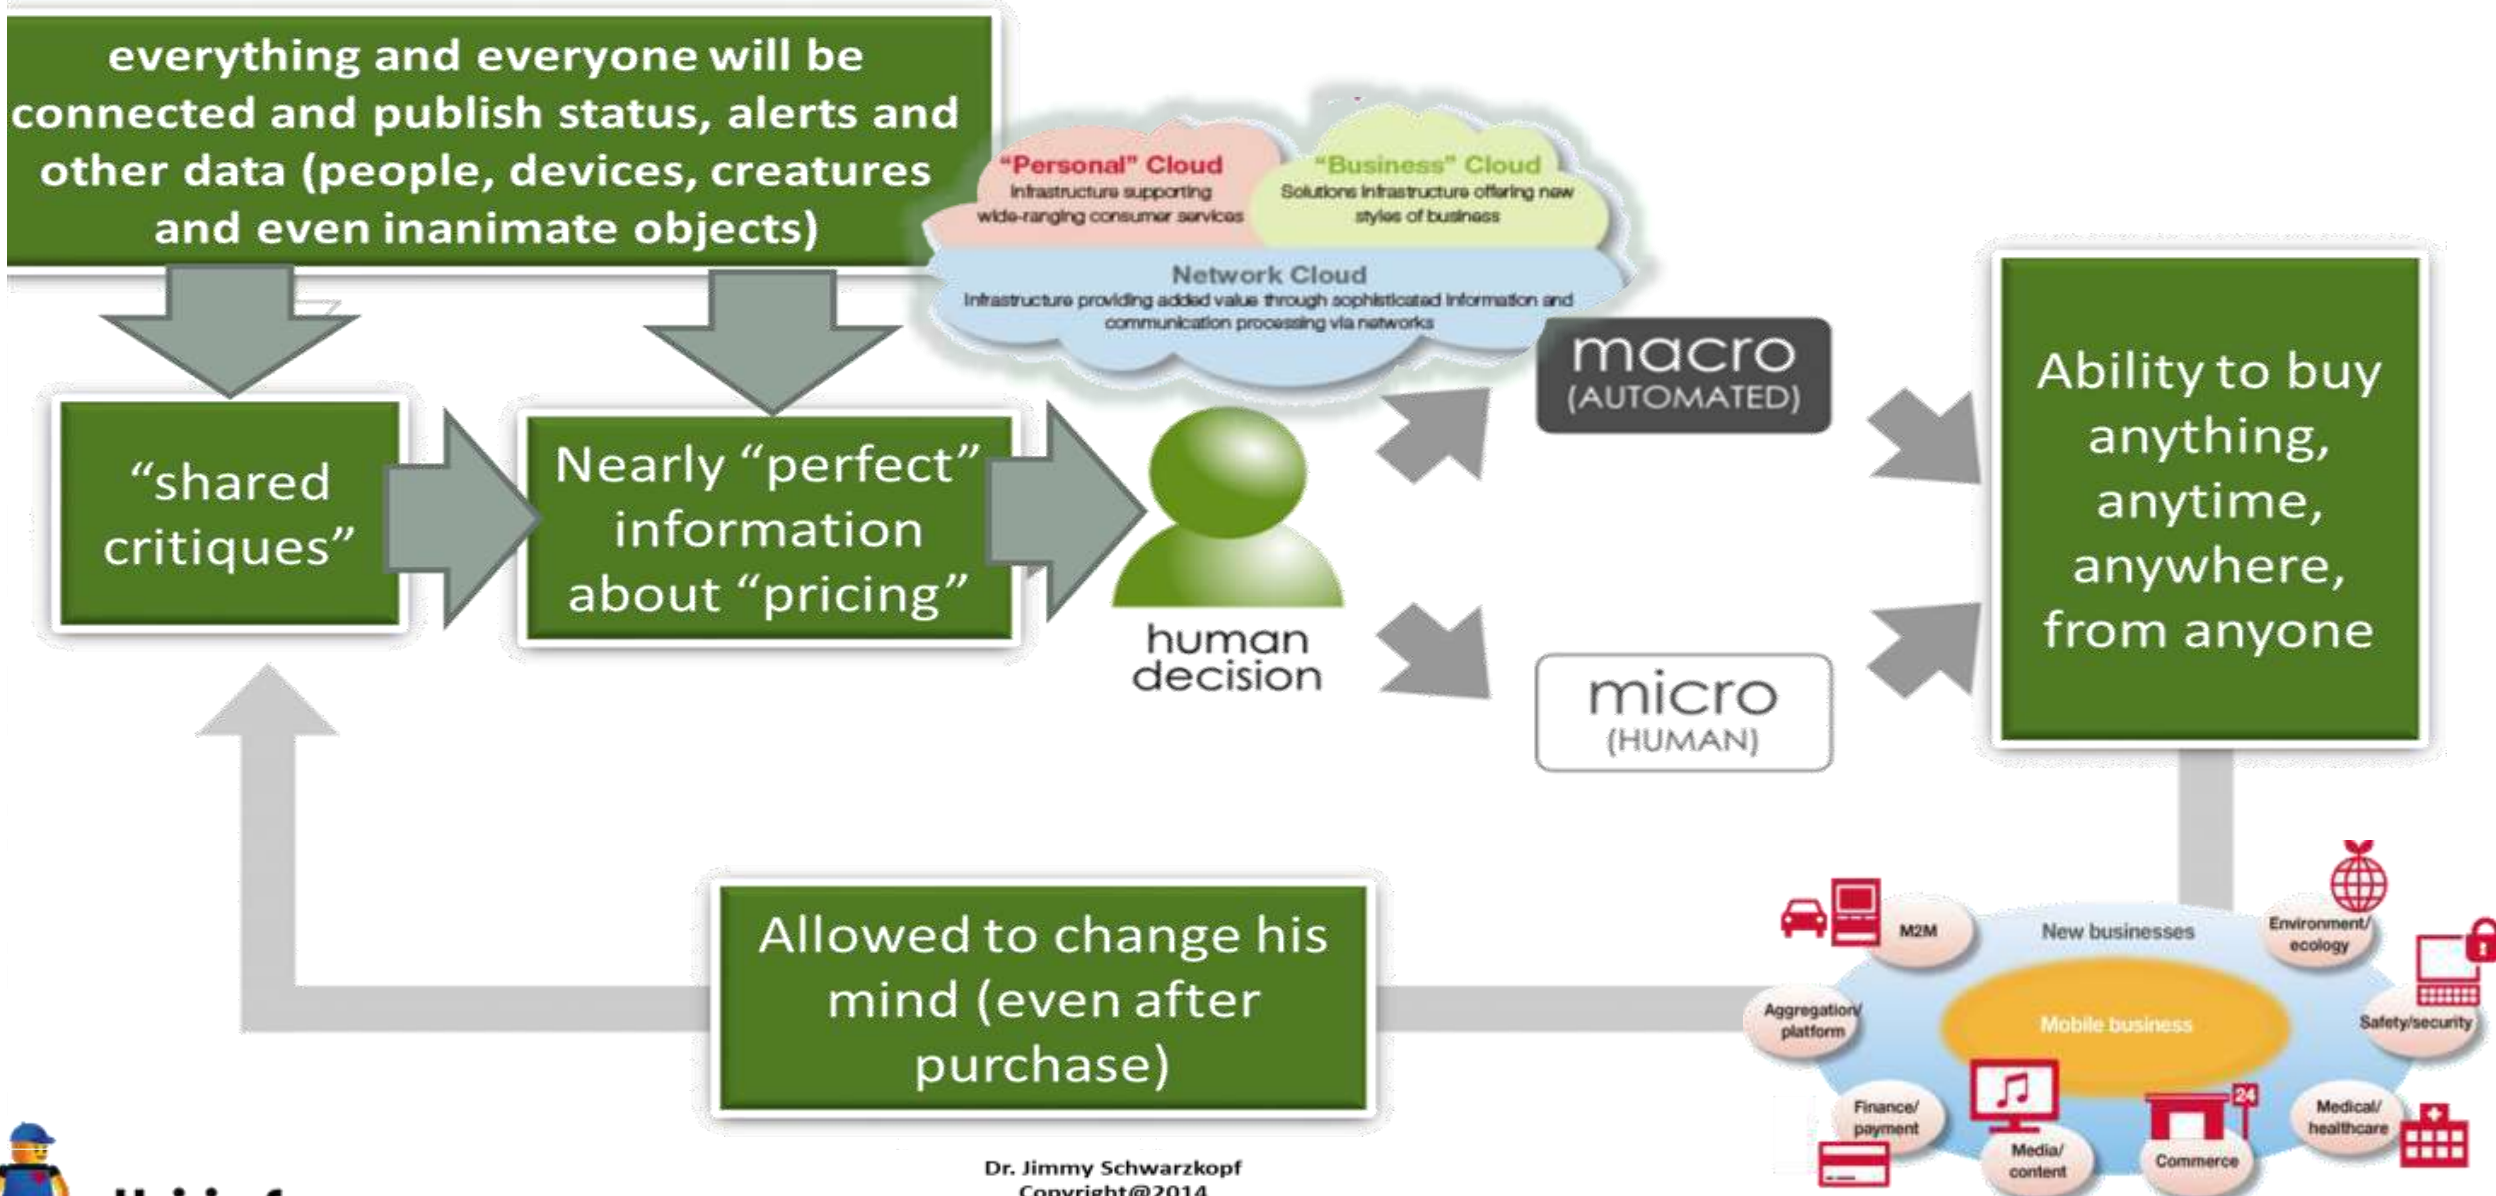 everything and everyone will be
connected and publish status, alerts and
other data (people, devices, creatures
and even inanimate objects)
"Personal" Cloud
Infrastructure supporting
wide-ranging consumer services
"Business" Cloud
Solutions infrastructure offering new
styles of business
Network Cloud
Infrastructure providing added value through sophisticated information and
communication processing via networks
"shared
critiques"
Nearly "perfect"
information
about "pricing"
human
decision
macro
(AUTOMATED)
micro
(HUMAN)
Ability to buy
anything,
anytime,
anywhere,
from anyone
Allowed to change his
mind (even after
purchase)
M2M
New businesses
Environment/
ecology
Aggregation/
platform
Mobile business
Safety/security
Finance/
payment
Media/
content
24
Commerce
Medical/
healthcare
Dr. Jimmy Schwarzkopf
Copyright@2014